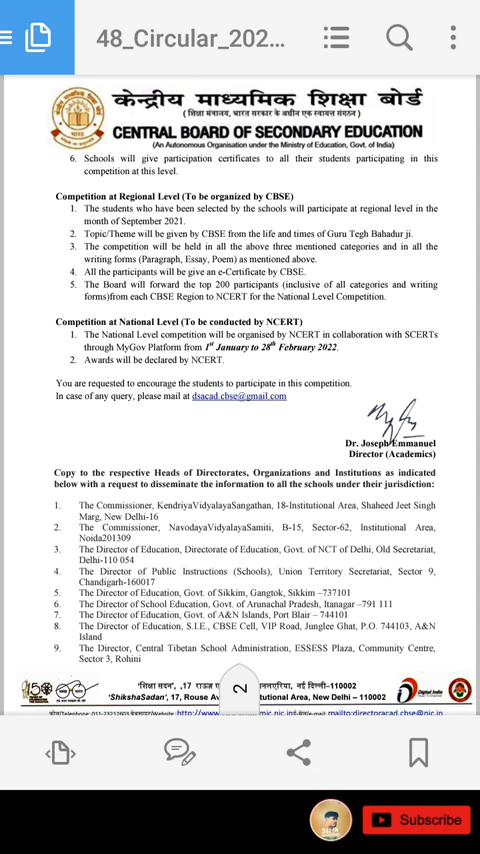 48_Circular_202...
केन्द्रीय माध्यमिक शिक्षा बोर्ड
(शिक्षा मंत्रालय, भारत सरकार के अधीन एक स्वायत्त संगठन)
CENTRAL BOARD OF SECONDARY EDUCATION
(An Autonomous Organisation under the Ministry of Education, Govt. of India)
6. Schools will give participation certificates to all their students participating in this
competition at this level.
Competition at Regional Level (To be organized by CBSE)
1. The students who have been selected by the schools will participate at regional level in the
month of September 2021.
2. Topic/Theme will be given by CBSE from the life and times of Guru Tegh Bahadur ji.
3. The competition will be held in all the above three mentioned categories and in all the
writing forms (Paragraph, Essay, Poem) as mentioned above.
4. All the participants will be give an e-Certificate by CBSE.
5. The Board will forward the top 200 participants (inclusive of all categories and writing
forms)from each CBSE Region to NCERT for the National Level Competition.
Competition at National Level (To be conducted by NCERT)
1. The National Level competition will be organised by NCERT in collaboration with SCERTs
through MyGov Platform from 1st January to 28th February 2022.
2. Awards will be declared by NCERT.
You are requested to encourage the students to participate in this competition.
In case of any query, please mail at dsacad.cbse@gmail.com
Dr. Joseph Emmanuel
Director (Academics)
Copy to the respective Heads of Directorates, Organizations and Institutions as indicated
below with a request to disseminate the information to all the schools under their jurisdiction:
1. The Commissioner, KendriyaVidyalayaSangathan, 18-Institutional Area, Shaheed Jeet Singh
Marg, New Delhi-16
2. The Commissioner, NavodayaVidyalayaSamiti, B-15, Sector-62, Institutional Area,
Noida201309
3. The Director of Education, Directorate of Education, Govt. of NCT of Delhi, Old Secretariat,
Delhi-110 054
4. The Director of Public Instructions (Schools), Union Territory Secretariat, Sector 9,
Chandigarh-160017
5. The Director of Education, Govt. of Sikkim, Gangtok, Sikkim –737101
6. The Director of School Education, Govt. of Arunachal Pradesh, Itanagar –791 111
7. The Director of Education, Govt. of A&N Islands, Port Blair – 744101
8. The Director of Education, S.I.E., CBSE Cell, VIP Road, Junglee Ghat, P.O. 744103, A&N
Island
9. The Director, Central Tibetan School Administration, ESSESS Plaza, Community Centre,
Sector 3, Rohini
'शिक्षा सदन' ,17 राऊज नई दिल्ली–110002
'ShikshaSadan', 17, Rouse Area, New Delhi – 110002
Digital India
2
Subscribe